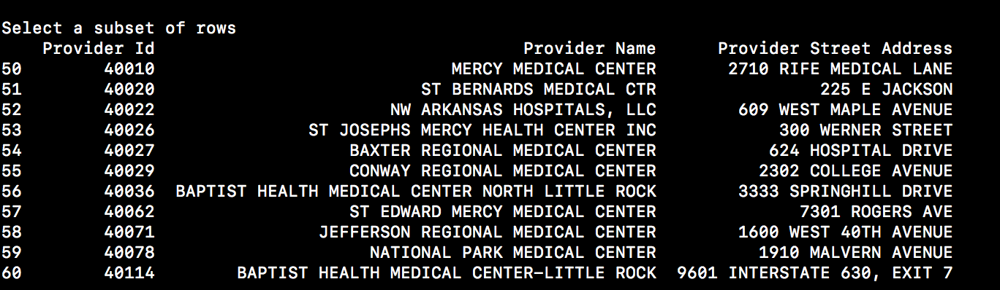 Select a subset of rows
    Provider Id                                    Provider Name      Provider Street Address
50        40010                             MERCY MEDICAL CENTER       2710 RIFE MEDICAL LANE
51        40020                          ST BERNARDS MEDICAL CTR                225 E JACKSON
52        40022                       NW ARKANSAS HOSPITALS, LLC        609 WEST MAPLE AVENUE
53        40026               ST JOSEPHS MERCY HEALTH CENTER INC            300 WERNER STREET
54        40027                   BAXTER REGIONAL MEDICAL CENTER           624 HOSPITAL DRIVE
55        40029                   CONWAY REGIONAL MEDICAL CENTER          2302 COLLEGE AVENUE
56        40036  BAPTIST HEALTH MEDICAL CENTER NORTH LITTLE ROCK        3333 SPRINGHILL DRIVE
57        40062                   ST EDWARD MERCY MEDICAL CENTER              7301 ROGERS AVE
58        40071                JEFFERSON REGIONAL MEDICAL CENTER        1600 WEST 40TH AVENUE
59        40078                     NATIONAL PARK MEDICAL CENTER          1910 MALVERN AVENUE
60        40114        BAPTIST HEALTH MEDICAL CENTER-LITTLE ROCK  9601 INTERSTATE 630, EXIT 7